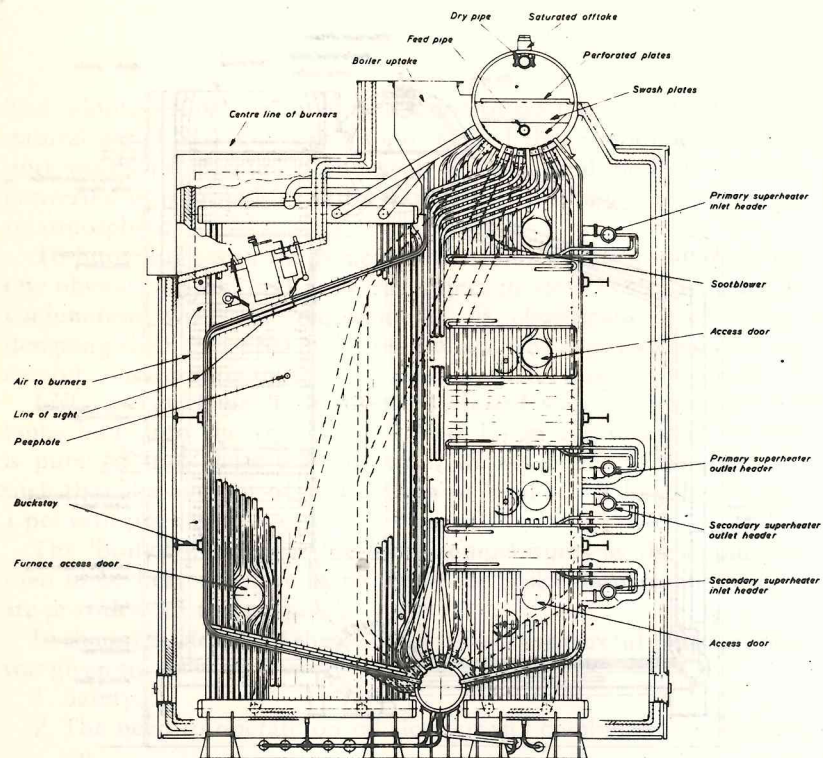 Dry pipe
Saturated offtake
Feed pipe
Perforated plates
Boiler uptake
Swash plates
Centre line of burners
Primary superheater
inlet header
Sootblower
Access door
Air to burners
Line of sight
Peephole
Primary superheater
outlet header
Buckstay
Secondary superheater
outlet header
Furnace access door
Secondary superheater
inlet header
Access door